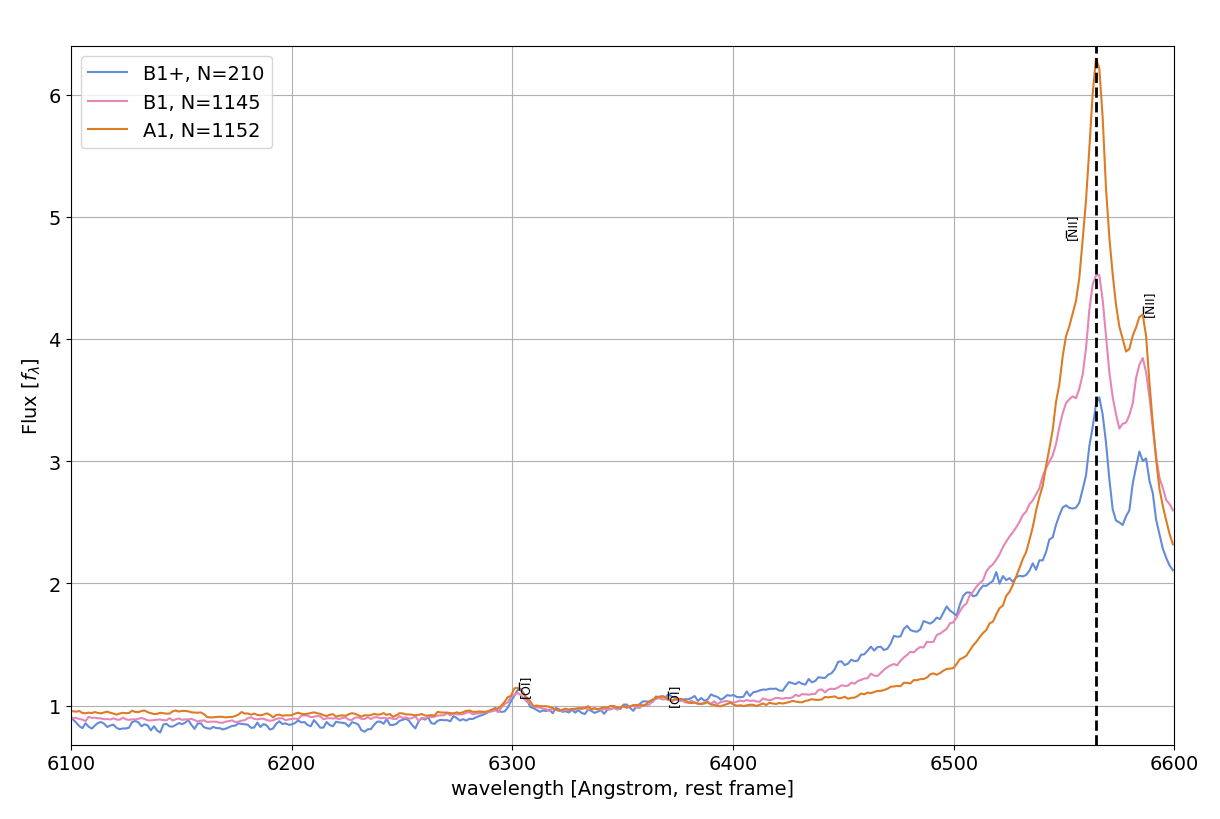 B1+, N=210
B1, N=1145
A1, N=1152
6
5
4
3
2
1
Flux [fλ]
[NII]
[NII]
[OI]
[OI]
6100 6200 6300 6400 6500 6600
wavelength [Angstrom, rest frame]